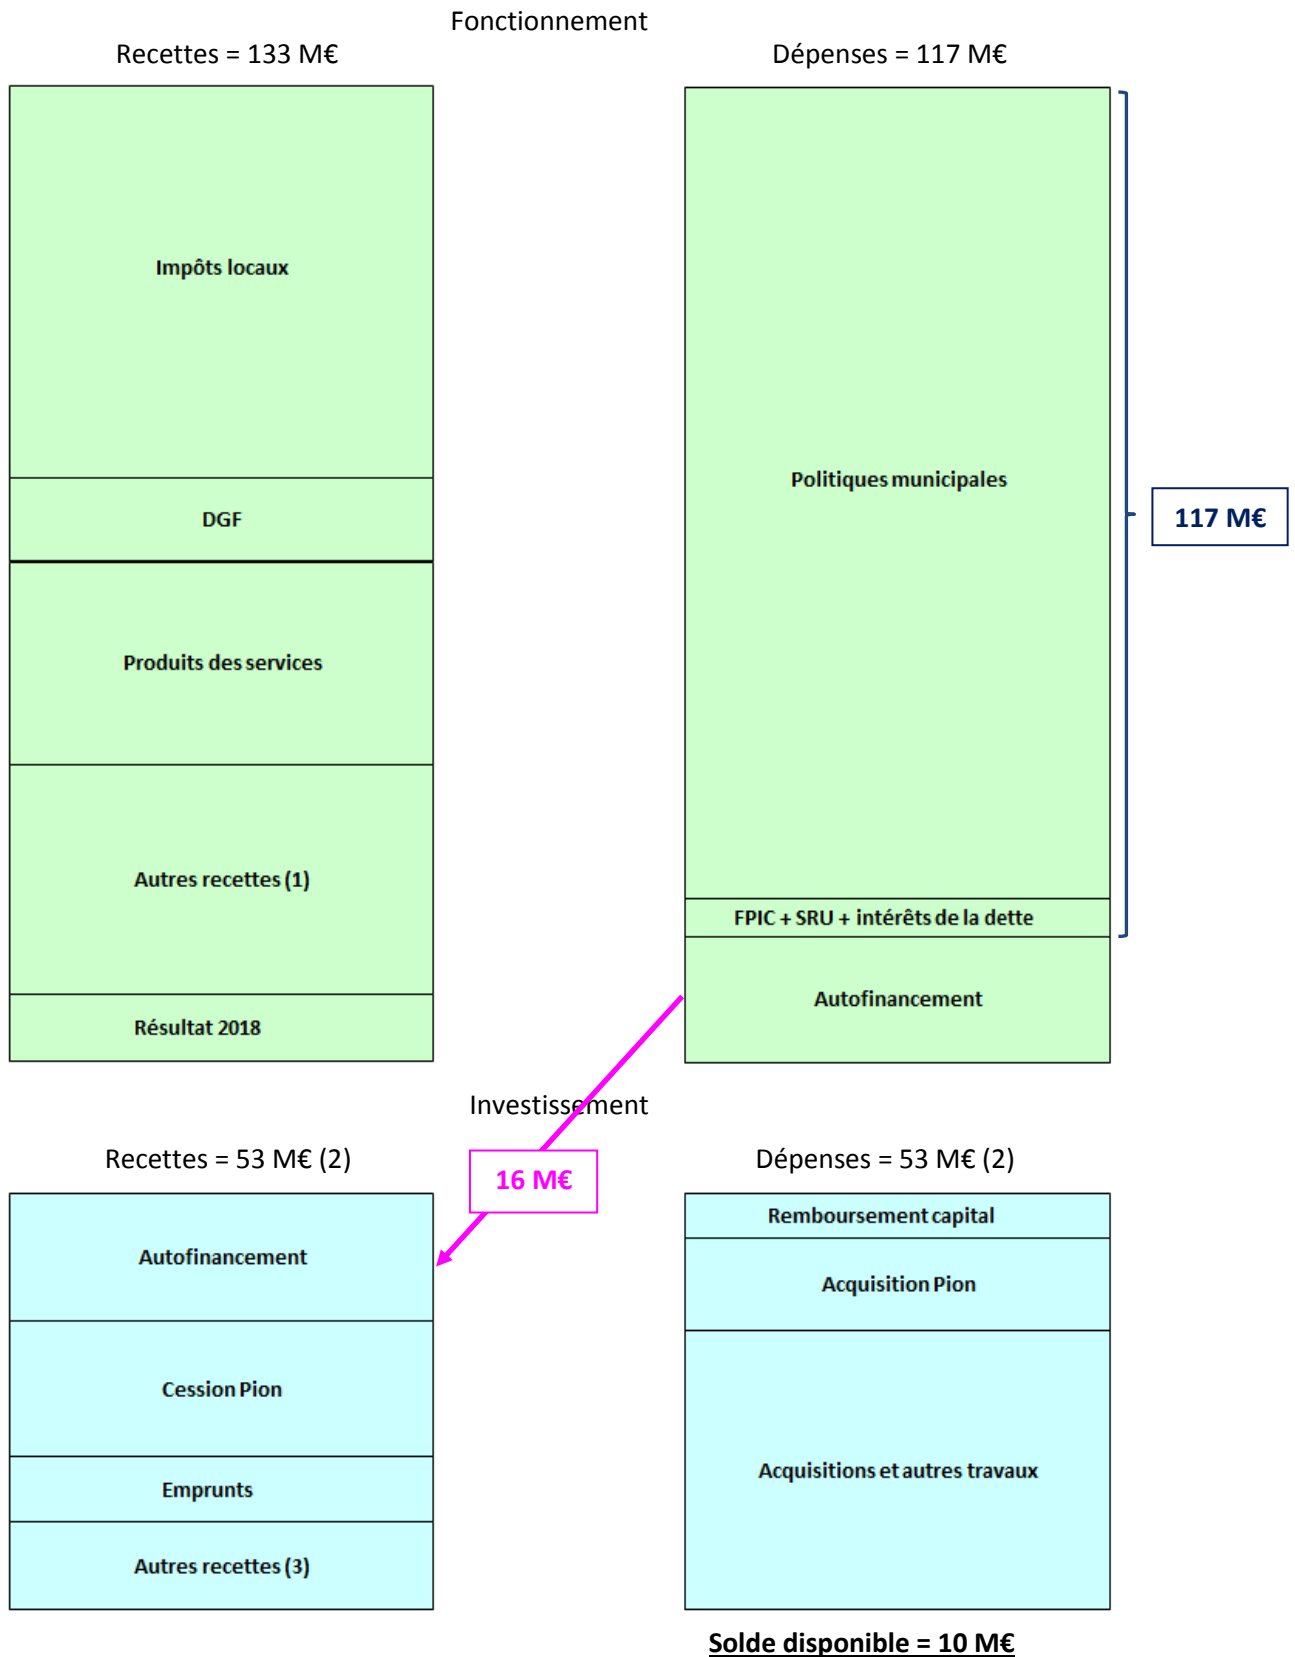 Fonctionnement
Recettes = 133 M€
Dépenses = 117 M€
Impôts locaux
DGF
Produits des services
Autres recettes (1)
Résultat 2018
Politiques municipales
117 M€
FPIC + SRU + intérêts de la dette
Autofinancement
Investissement
16 M€
Recettes = 53 M€ (2)
Dépenses = 53 M€ (2)
Autofinancement
Cession Pion
Emprunts
Autres recettes (3)
Remboursement capital
Acquisition Pion
Acquisitions et autres travaux
Solde disponible = 10 M€